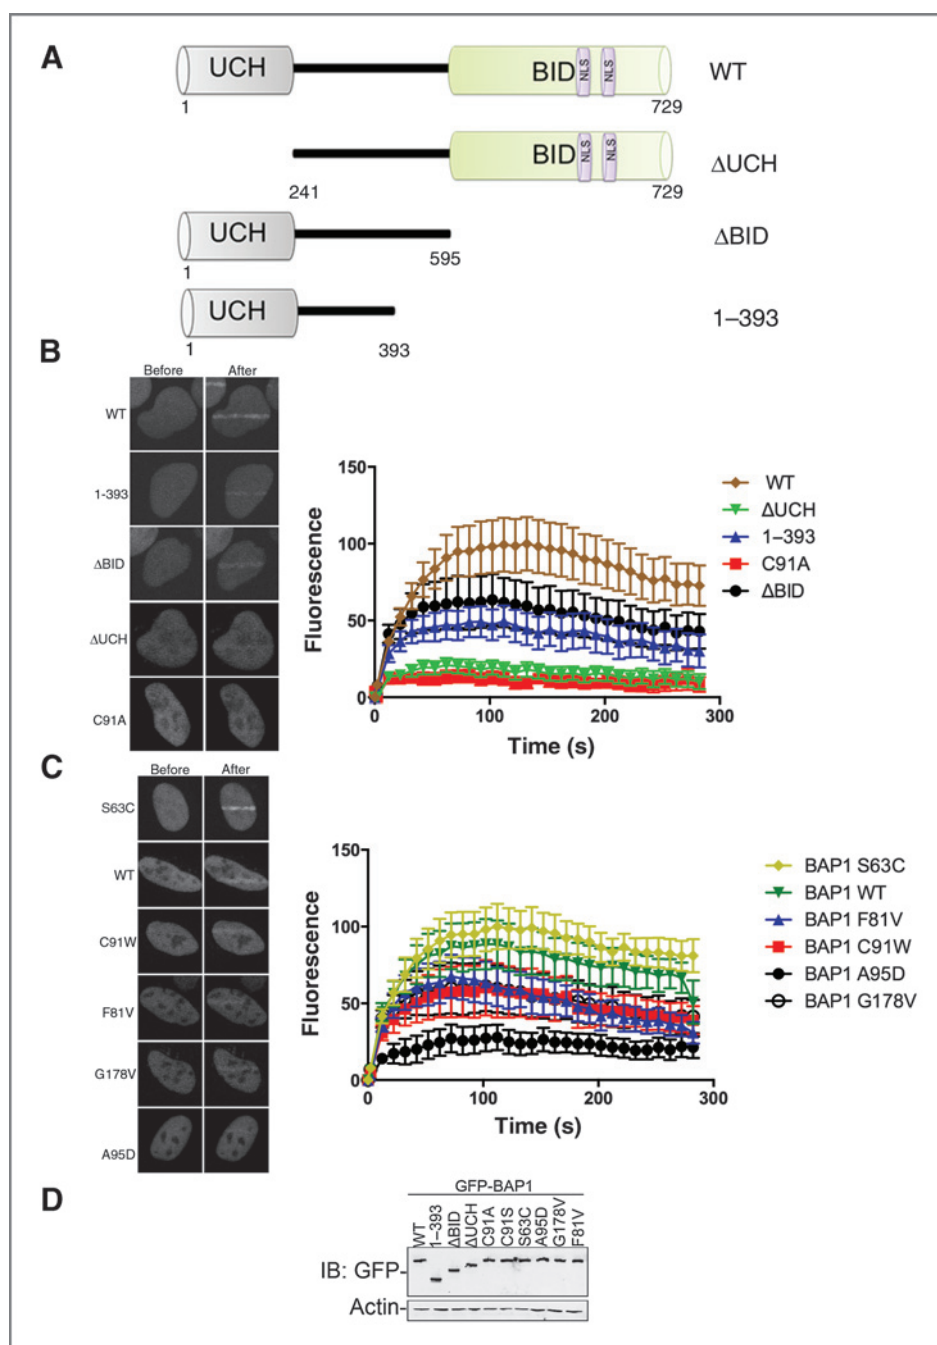 A
UCH
BID
NLS
NLS
WT
1
729
BID
NLS
NLS
ΔUCH
241
729
UCH
ΔBID
1
595
UCH
1–393
1
393
B
Before
After
WT
1-393
ΔBID
ΔUCH
C91A
150
100
50
0
0
100
200
300
Fluorescence
Time (s)
WT
ΔUCH
1–393
C91A
ΔBID
C
Before
After
S63C
WT
C91W
F81V
G178V
A95D
150
100
50
0
0
100
200
300
Fluorescence
Time (s)
BAP1 S63C
BAP1 WT
BAP1 F81V
BAP1 C91W
BAP1 A95D
BAP1 G178V
D
GFP-BAP1
WT
1–393
ΔBID
ΔUCH
C91A
C91S
S63C
A95D
G178V
F81V
IB: GFP-
Actin-